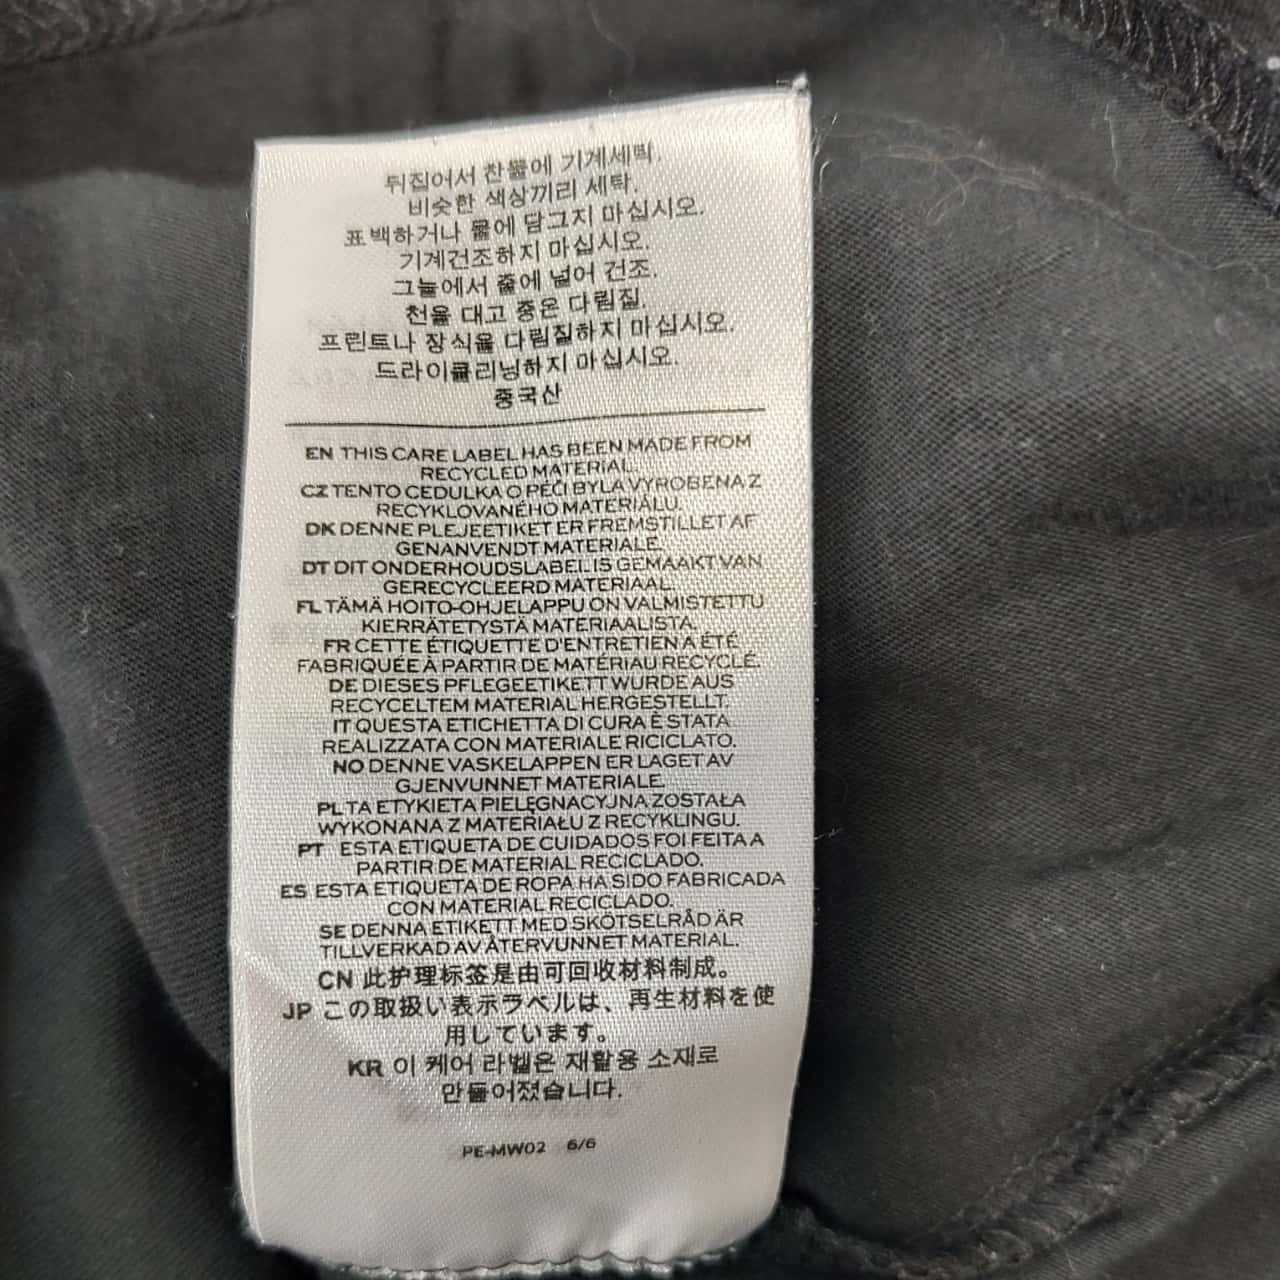 뒤집어서 찬물에 기계세탁.
비슷한 색상끼리 세탁.
표백하거나 물에 담그지 마십시오.
기계건조하지 마십시오.
그늘에서 줄에 널어 건조.
천을 대고 중온 다림질.
프린트나 장식을 다림질하지 마십시오.
드라이클리닝하지 마십시오.
중국산
EN THIS CARE LABEL HAS BEEN MADE FROM
RECYCLED MATERIAL.
CZ TENTO CEDULKA O PÉČI BYLA VYROBENA Z
RECYKLOVANÉHO MATERIÁLU.
DK DENNE PLEJEETIKET ER FREMSTILLET AF
GENANVENDT MATERIALE.
DT DIT ONDERHOUDSLABEL IS GEMAAKT VAN
GERECYCLEERD MATERIAAL.
FL TÄMÄ HOITO-OHJELAPPU ON VALMISTETTU
KIERRÄTETYSTÄ MATERIAALISTA.
FR CETTE ÉTIQUETTE D'ENTRETIEN A ÉTÉ
FABRIQUÉE À PARTIR DE MATÉRIAU RECYCLÉ.
DE DIESES PFLEGEETIKETT WURDE AUS
RECYCELTEM MATERIAL HERGESTELLT.
IT QUESTA ETICHETTA DI CURA È STATA
REALIZZATA CON MATERIALE RICICLATO.
NO DENNE VASKELAPPEN ER LAGET AV
GJENVUNNET MATERIALE.
PL TA ETYKIETA PIELĘGNACYJNA ZOSTAŁA
WYKONANA Z MATERIAŁU Z RECYKLINGU.
PT ESTA ETIQUETA DE CUIDADOS FOI FEITA A
PARTIR DE MATERIAL RECICLADO.
ES ESTA ETIQUETA DE ROPA HA SIDO FABRICADA
CON MATERIAL RECICLADO.
SE DENNA ETIKETT MED SKÖTSELRÅD ÄR
TILLVERKAD AV ÅTERVUNNET MATERIAL.
CN 此护理标签是由可回收材料制成。
JP この取扱い表示ラベルは、再生材料を使
用しています。
KR 이 케어 라벨은 재활용 소재로
만들어졌습니다.
PE-MW02 6/6